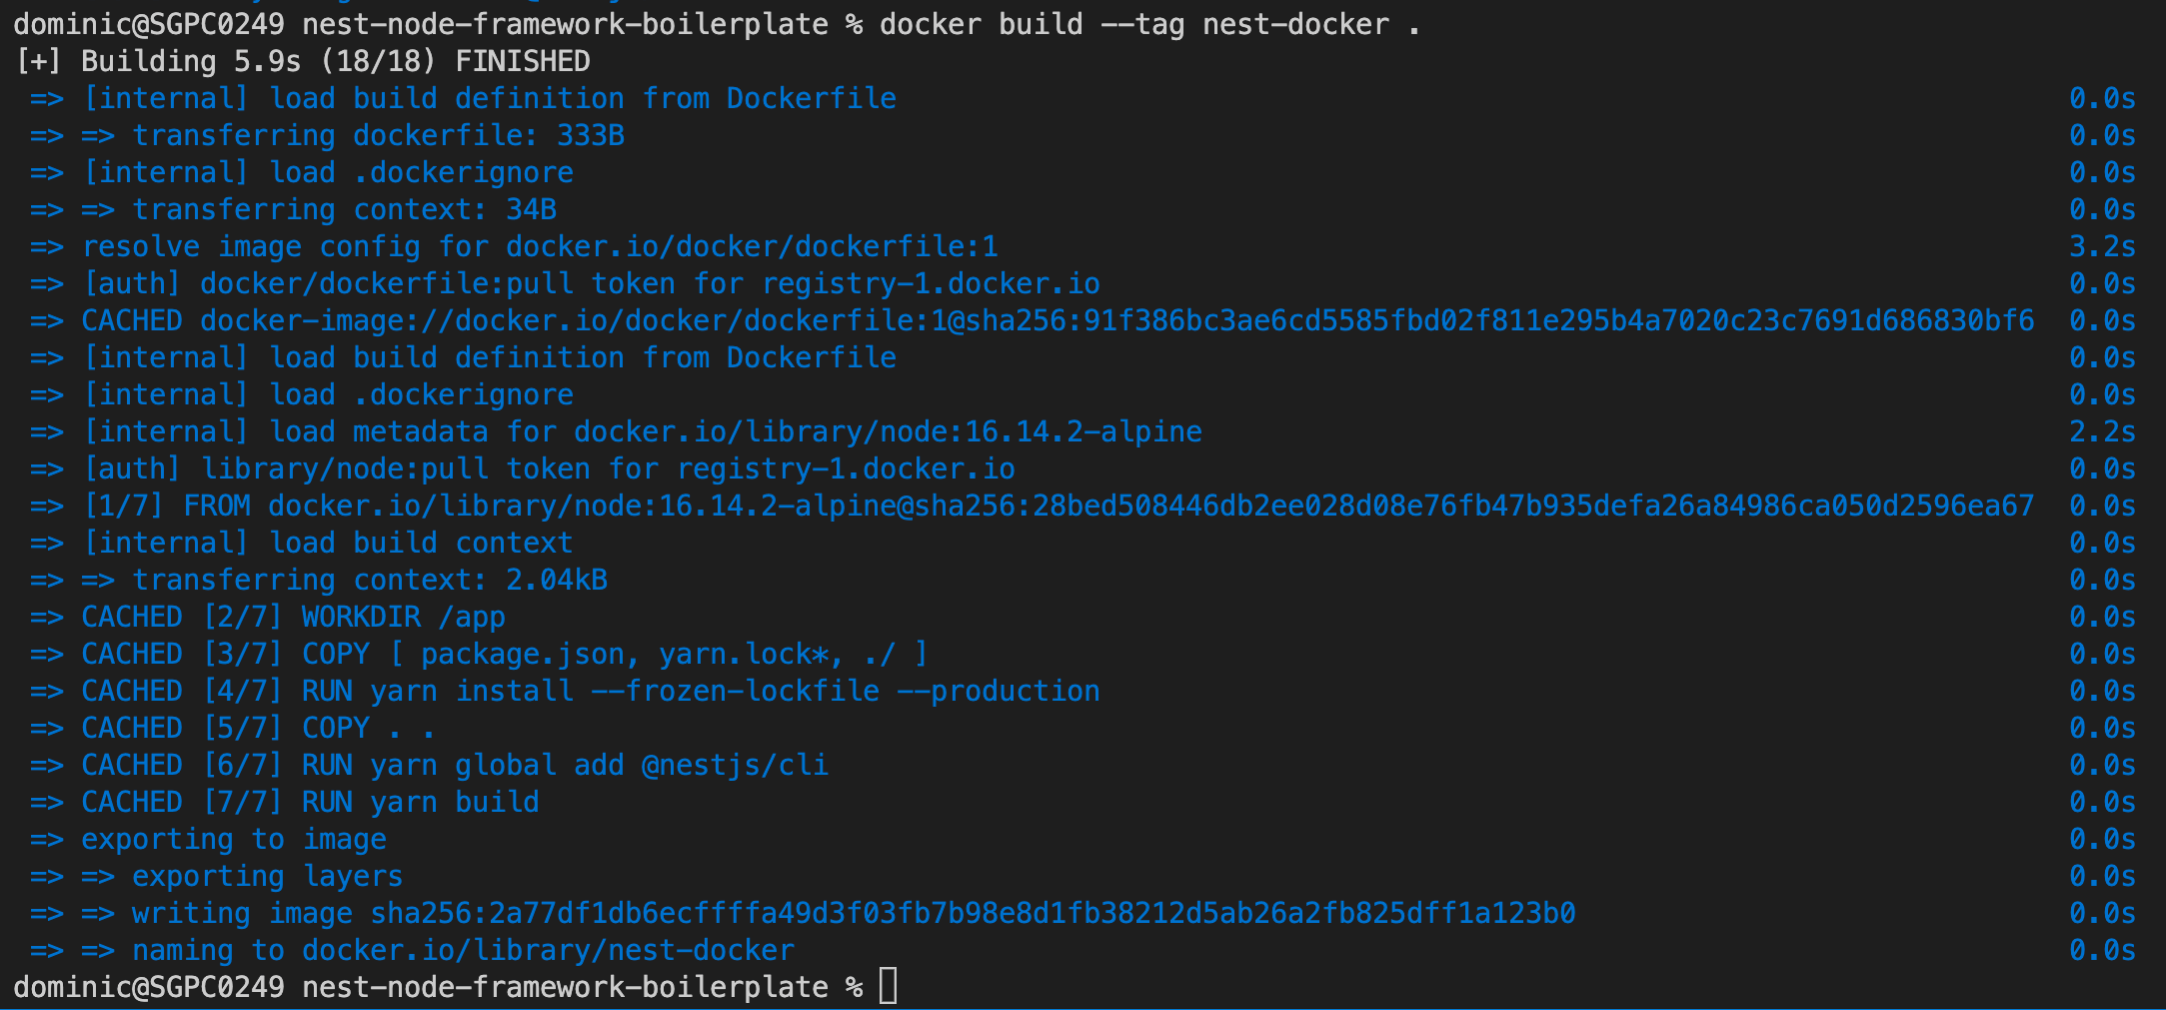 dominic@SGPC0249 nest-node-framework-boilerplate % docker build --tag nest-docker .
[+] Building 5.9s (18/18) FINISHED
=> [internal] load build definition from Dockerfile 0.0s
=> => transferring dockerfile: 333B 0.0s
=> [internal] load .dockerignore 0.0s
=> => transferring context: 34B 0.0s
=> resolve image config for docker.io/docker/dockerfile:1 3.2s
=> [auth] docker/dockerfile:pull token for registry-1.docker.io 0.0s
=> CACHED docker-image://docker.io/docker/dockerfile:1@sha256:91f386bc3ae6cd5585fbd02f811e295b4a7020c23c7691d686830bf6 0.0s
=> [internal] load build definition from Dockerfile 0.0s
=> [internal] load .dockerignore 0.0s
=> [internal] load metadata for docker.io/library/node:16.14.2-alpine 2.2s
=> [auth] library/node:pull token for registry-1.docker.io 0.0s
=> [1/7] FROM docker.io/library/node:16.14.2-alpine@sha256:28bed508446db2ee028d08e76fb47b935defa26a84986ca050d2596ea67 0.0s
=> [internal] load build context 0.0s
=> => transferring context: 2.04kB 0.0s
=> CACHED [2/7] WORKDIR /app 0.0s
=> CACHED [3/7] COPY [ package.json, yarn.lock*, ./ ] 0.0s
=> CACHED [4/7] RUN yarn install --frozen-lockfile --production 0.0s
=> CACHED [5/7] COPY . . 0.0s
=> CACHED [6/7] RUN yarn global add @nestjs/cli 0.0s
=> CACHED [7/7] RUN yarn build 0.0s
=> exporting to image 0.0s
=> => exporting layers 0.0s
=> => writing image sha256:2a77df1db6ecffffa49d3f03fb7b98e8d1fb38212d5ab26a2fb825dff1a123b0 0.0s
=> => naming to docker.io/library/nest-docker 0.0s
dominic@SGPC0249 nest-node-framework-boilerplate %